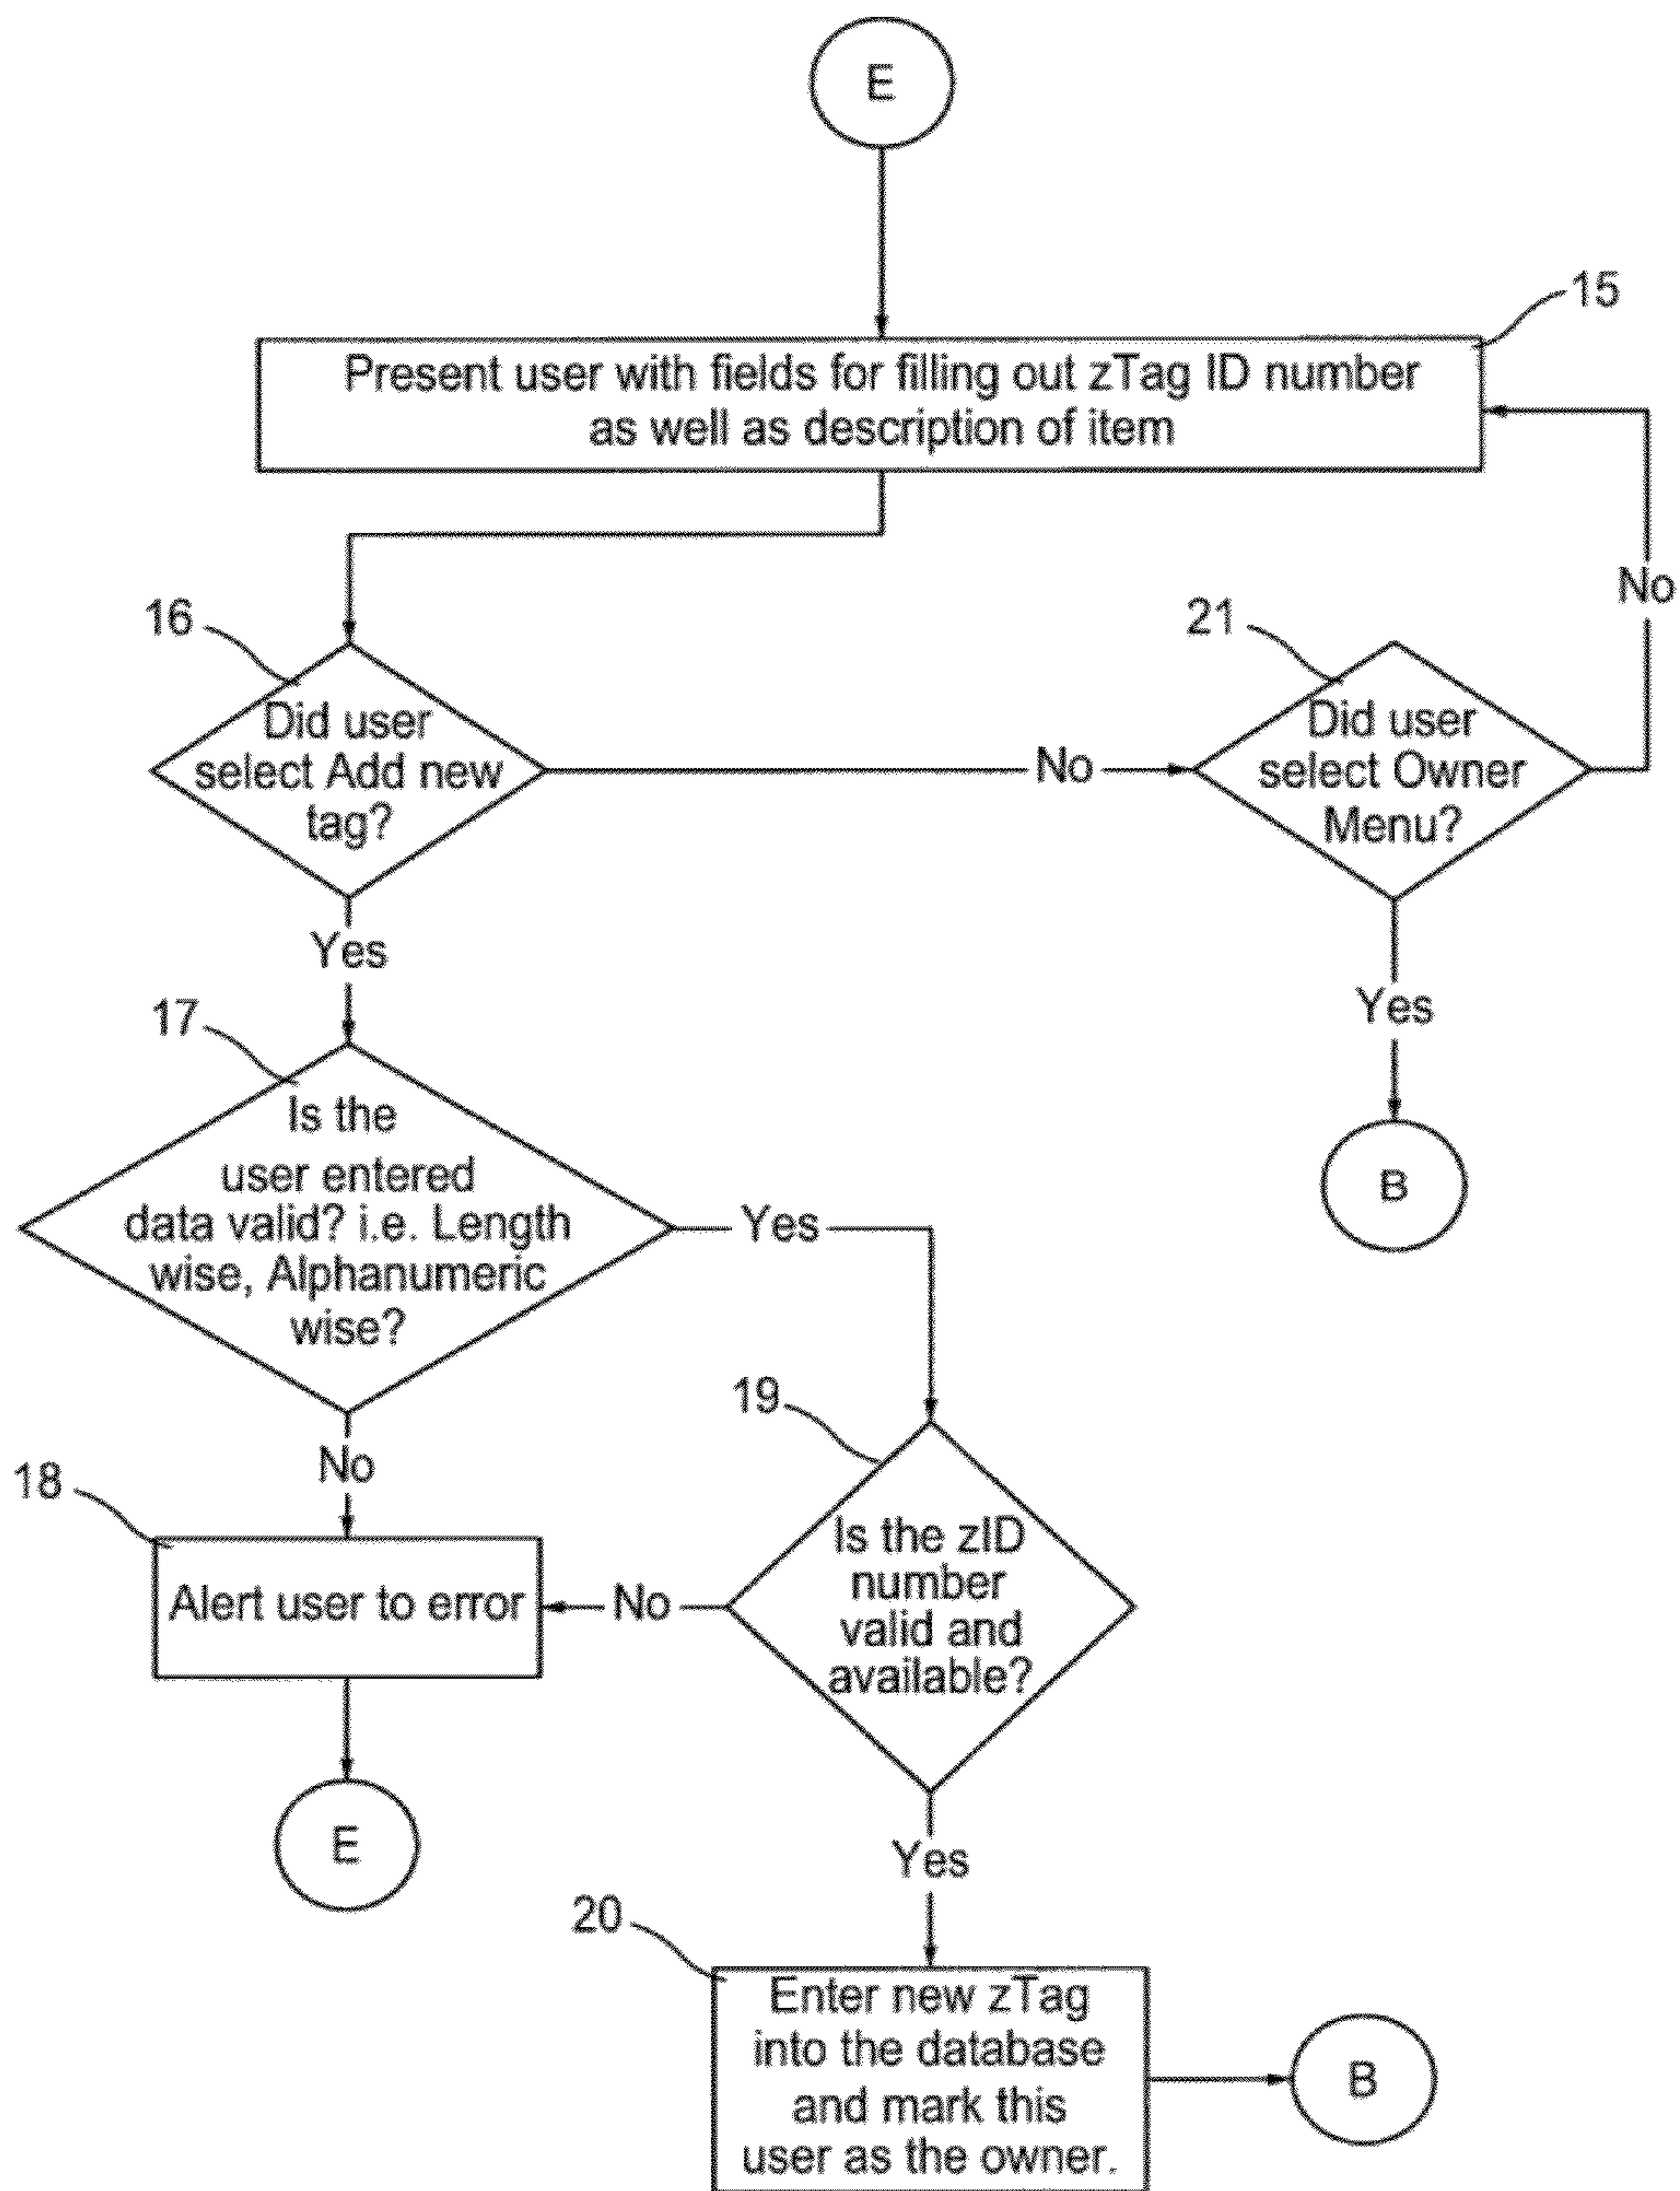 E
15
Present user with fields for filling out zTag ID number
as well as description of item
No
16
21
Did user
select Add new
tag?
No
Did user
select Owner
Menu?
Yes
Yes
17
B
Is the
user entered
data valid? i.e. Length
wise, Alphanumeric
wise?
Yes
19
No
18
Is the zID
number
valid and
available?
Alert user to error
No
E
Yes
20
Enter new zTag
into the database
and mark this
user as the owner.
B